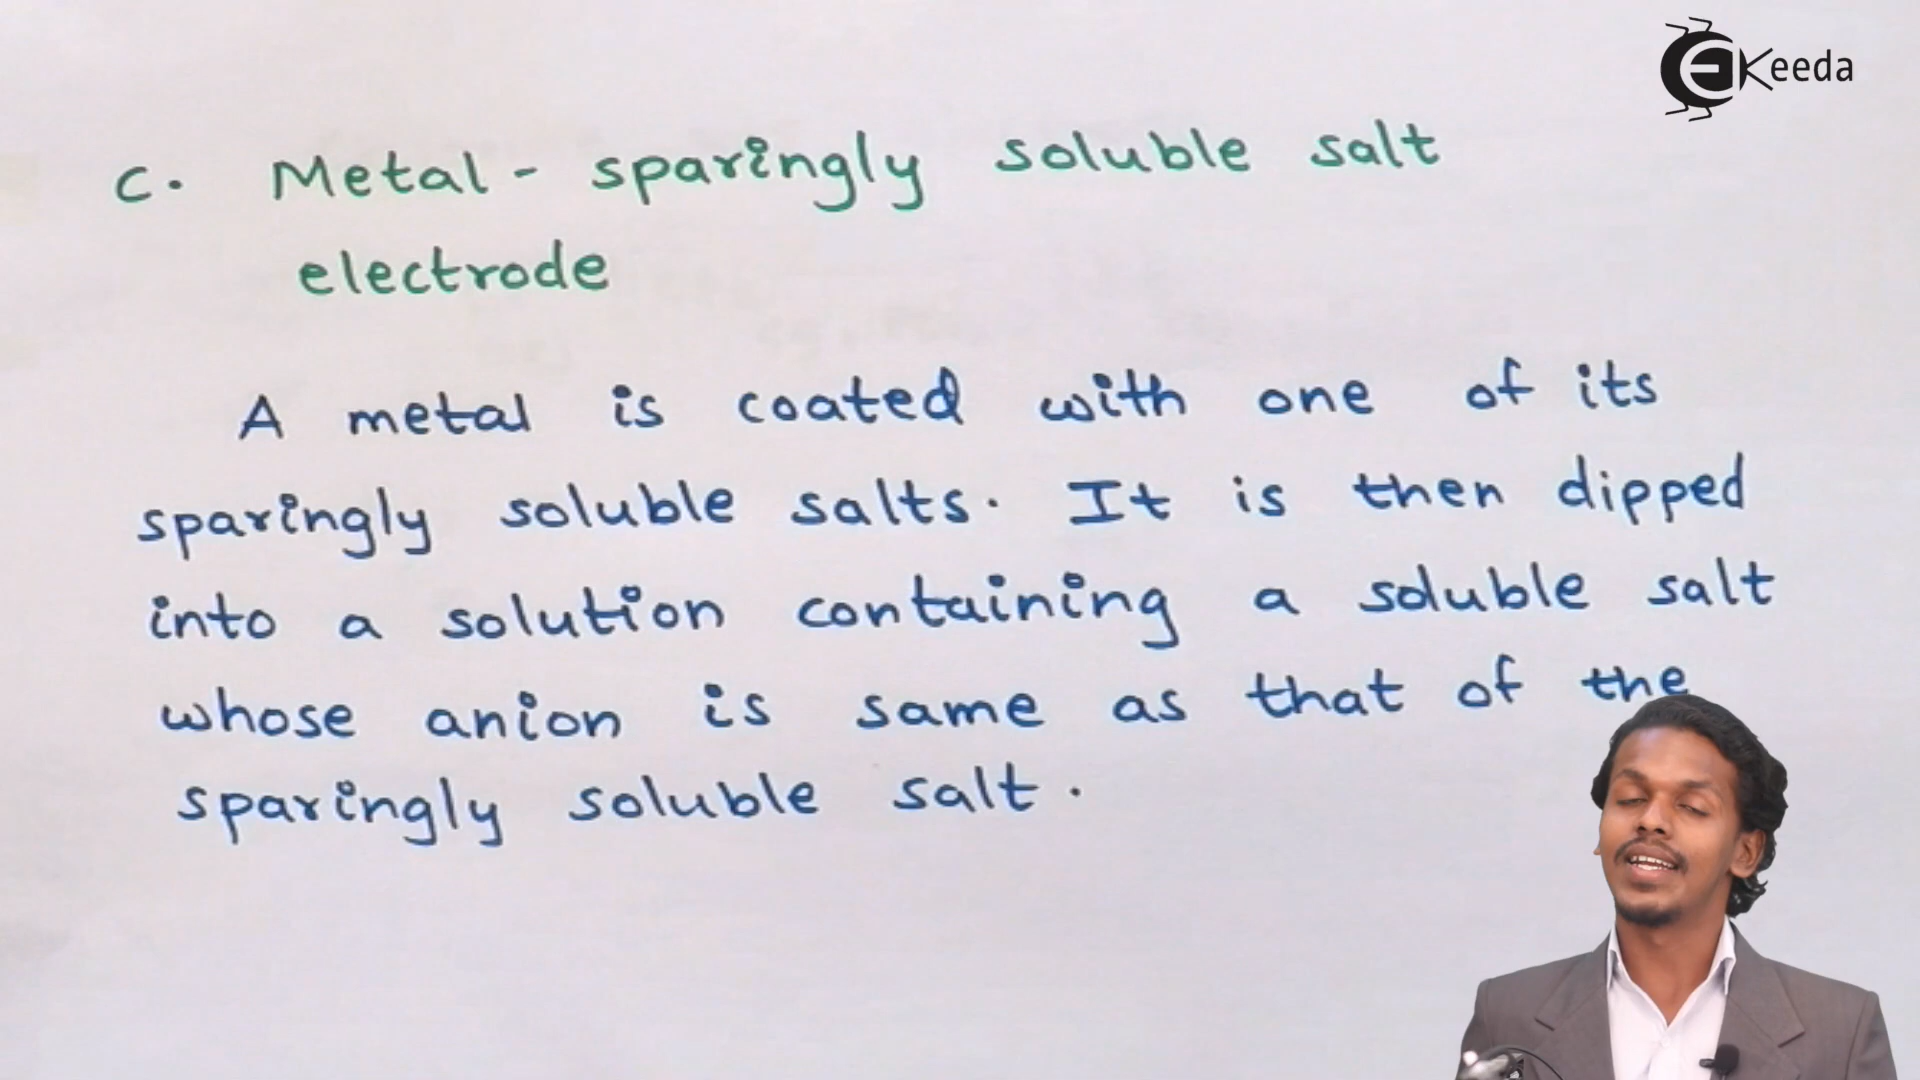 Ekeeda
C. Metal - sparingly soluble salt
electrode
A metal is coated with one of its
sparingly soluble salts. It is then dipped
into a solution containing a soluble salt
whose anion is same as that of the
sparingly soluble salt.